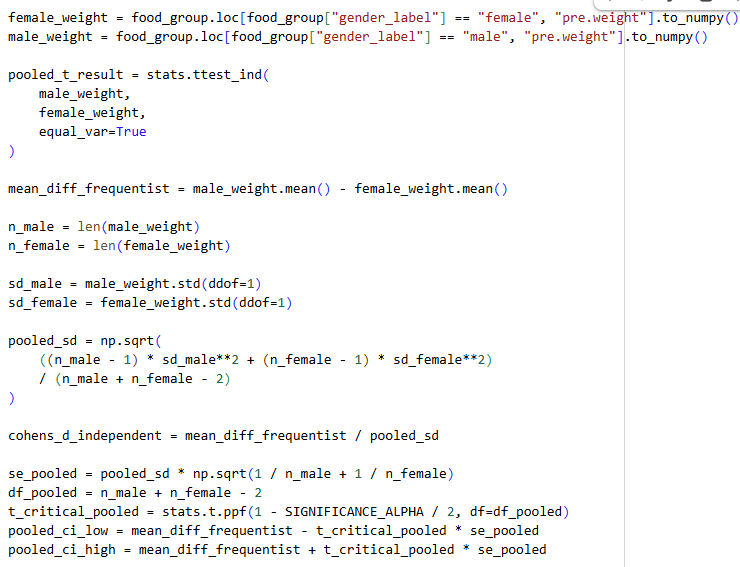 female_weight = food_group.loc[food_group["gender_label"] == "female", "pre.weight"].to_numpy()
male_weight = food_group.loc[food_group["gender_label"] == "male", "pre.weight"].to_numpy()

pooled_t_result = stats.ttest_ind(
    male_weight,
    female_weight,
    equal_var=True
)

mean_diff_frequentist = male_weight.mean() - female_weight.mean()

n_male = len(male_weight)
n_female = len(female_weight)

sd_male = male_weight.std(ddof=1)
sd_female = female_weight.std(ddof=1)

pooled_sd = np.sqrt(
    ((n_male - 1) * sd_male**2 + (n_female - 1) * sd_female**2)
    / (n_male + n_female - 2)
)

cohens_d_independent = mean_diff_frequentist / pooled_sd

se_pooled = pooled_sd * np.sqrt(1 / n_male + 1 / n_female)
df_pooled = n_male + n_female - 2
t_critical_pooled = stats.t.ppf(1 - SIGNIFICANCE_ALPHA / 2, df=df_pooled)
pooled_ci_low = mean_diff_frequentist - t_critical_pooled * se_pooled
pooled_ci_high = mean_diff_frequentist + t_critical_pooled * se_pooled